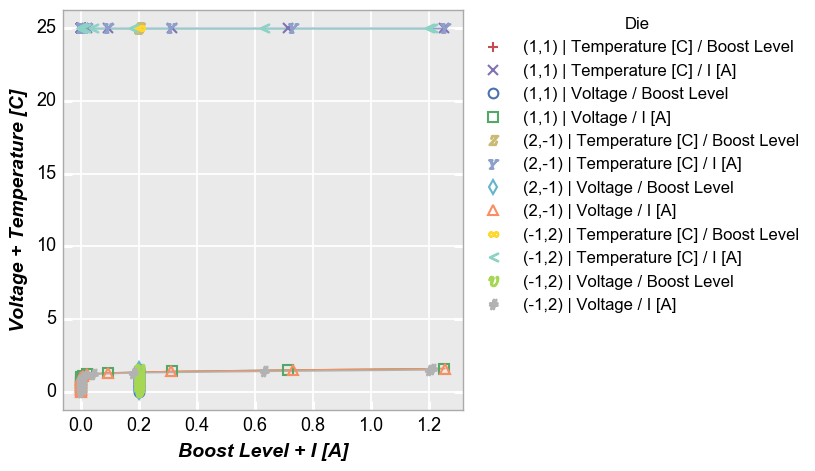 Die
(1,1) | Temperature [C] / Boost Level
(1,1) | Temperature [C] / I [A]
(1,1) | Voltage / Boost Level
(1,1) | Voltage / I [A]
(2,-1) | Temperature [C] / Boost Level
(2,-1) | Temperature [C] / I [A]
(2,-1) | Voltage / Boost Level
(2,-1) | Voltage / I [A]
(-1,2) | Temperature [C] / Boost Level
(-1,2) | Temperature [C] / I [A]
(-1,2) | Voltage / Boost Level
(-1,2) | Voltage / I [A]
Voltage + Temperature [C]
25
20
15
10
5
0
0.0 0.2 0.4 0.6 0.8 1.0 1.2
Boost Level + I [A]